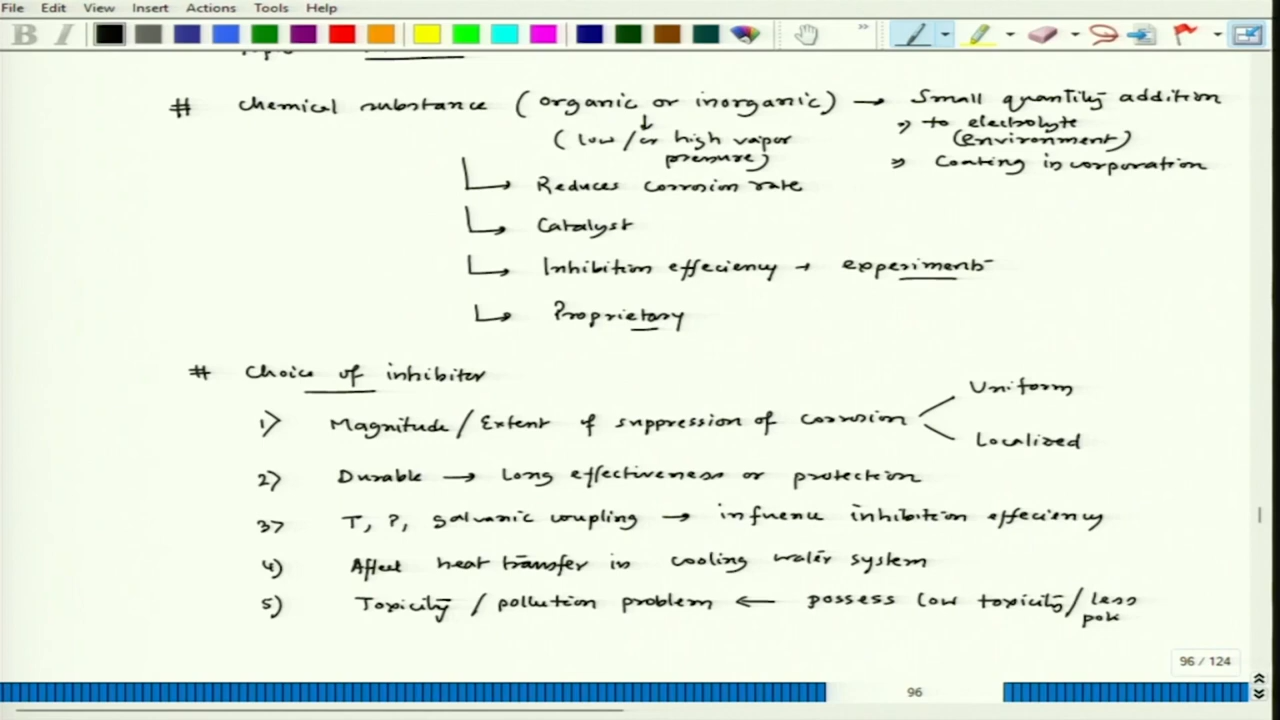 File Edit View Insert Actions Tools Help
# Chemical substance (organic or inorganic) → Small quantity addition
(low/or high vapor pressure)
⇒ to electrolyte (environment)
⇒ Coating incorporation
→ Reduces corrosion rate
→ Catalyst
→ Inhibition effeciency → experiments
→ Proprietary
# Choice of inhibitor
1) Magnitude/Extent of suppression of corrosion
Uniform
Localized
2) Durable → Long effectiveness or protection
3) T, P, galvanic coupling → infuence inhibition effeciency
4) Affect heat transfer in cooling water system
5) Toxicity / pollution problem ← possess low toxicity/less
96 / 124
96